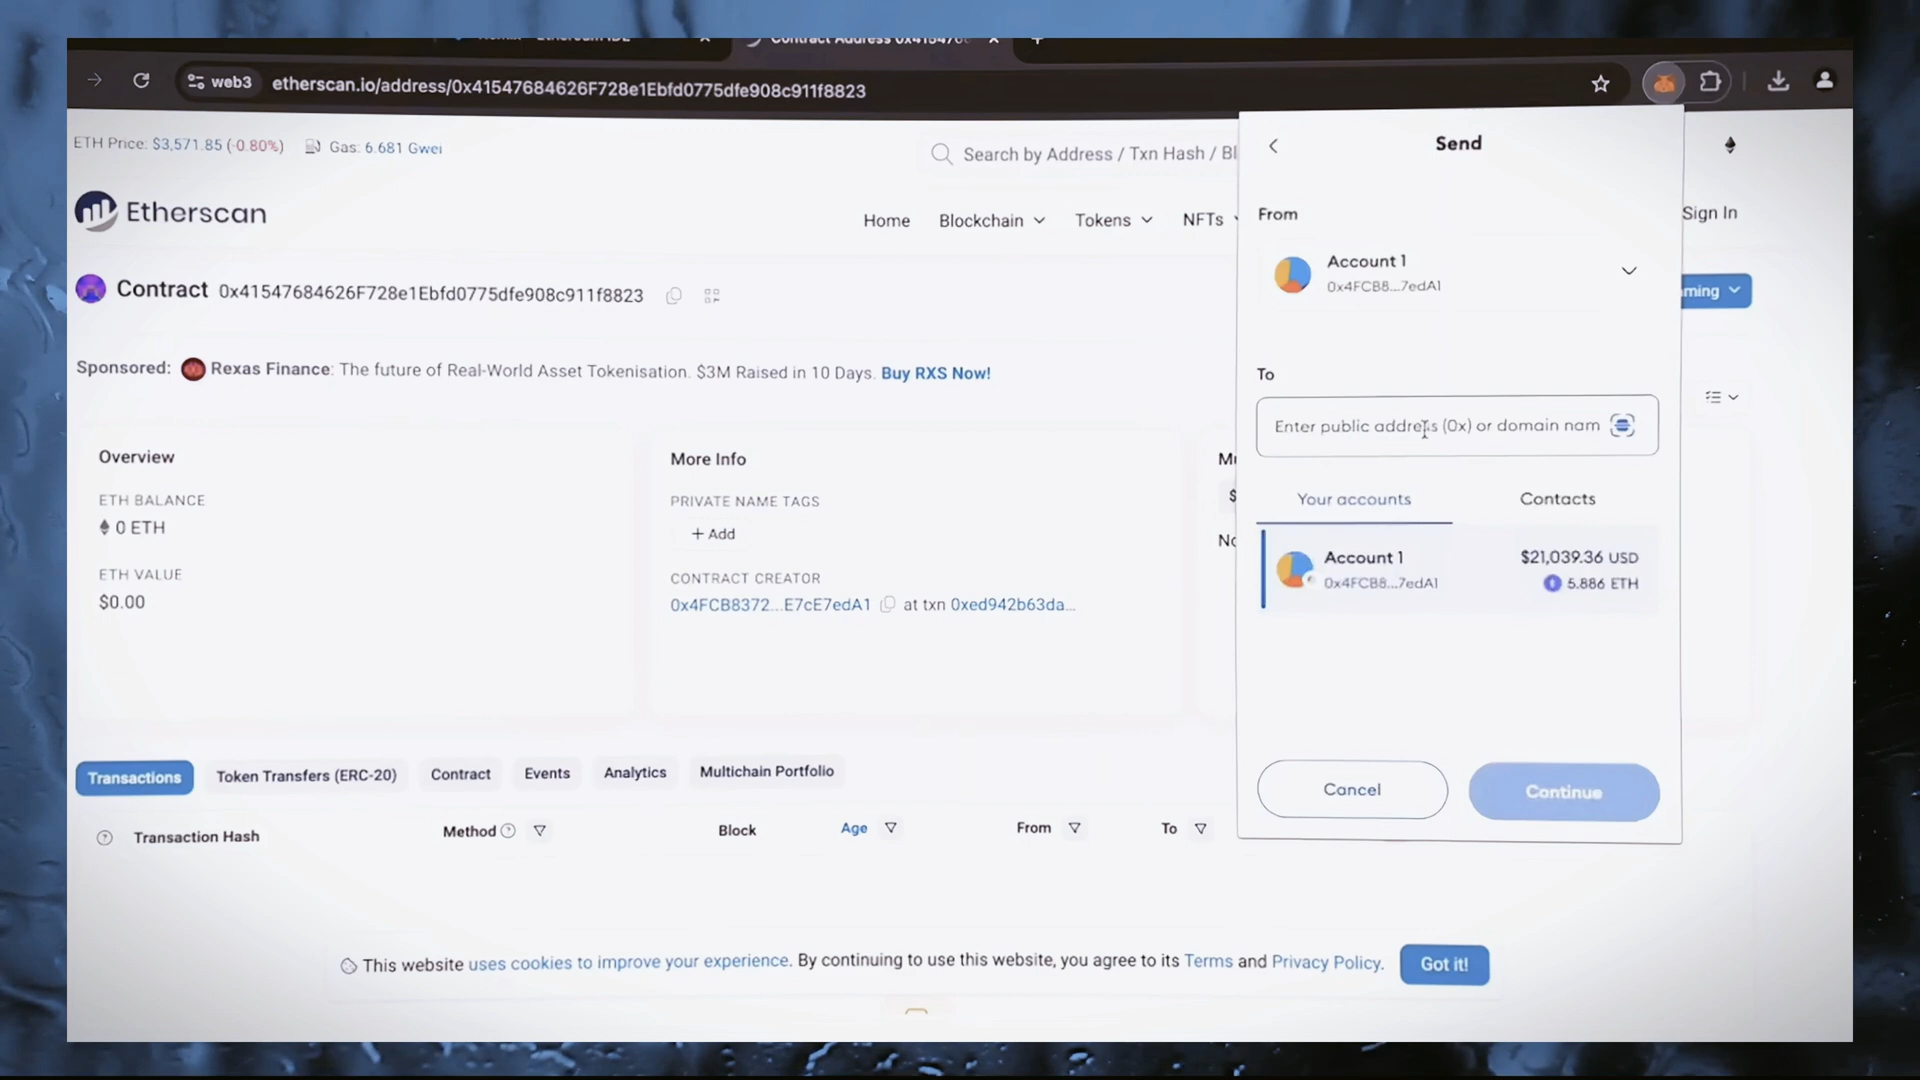 web3
etherscan.io/address/0x41547684626F728e1Ebfd0775dfe908c911f8823
ETH Price: $3,571.85 (-0.80%)
Gas: 6.681 Gwei
Search by Address / Txn Hash / Bl
Etherscan
Home
Blockchain
Tokens
NFTs
Sign In
Contract 0x41547684626F728e1Ebfd0775dfe908c911f8823
Sponsored: Rexas Finance: The future of Real-World Asset Tokenisation. $3M Raised in 10 Days. Buy RXS Now!
Overview
ETH BALANCE
0 ETH
ETH VALUE
$0.00
More Info
PRIVATE NAME TAGS
+ Add
CONTRACT CREATOR
0x4FCB8372...E7cE7edA1 at txn 0xed942b63da...
Transactions
Token Transfers (ERC-20)
Contract
Events
Analytics
Multichain Portfolio
Transaction Hash
Method
Block
Age
From
To
This website uses cookies to improve your experience. By continuing to use this website, you agree to its Terms and Privacy Policy.
Got it!
Send
From
Account 1
0x4FCB8...7edA1
To
Enter public address (0x) or domain nam
Your accounts
Contacts
Account 1
0x4FCB8...7edA1
$21,039.36 USD
5.886 ETH
Cancel
Continue